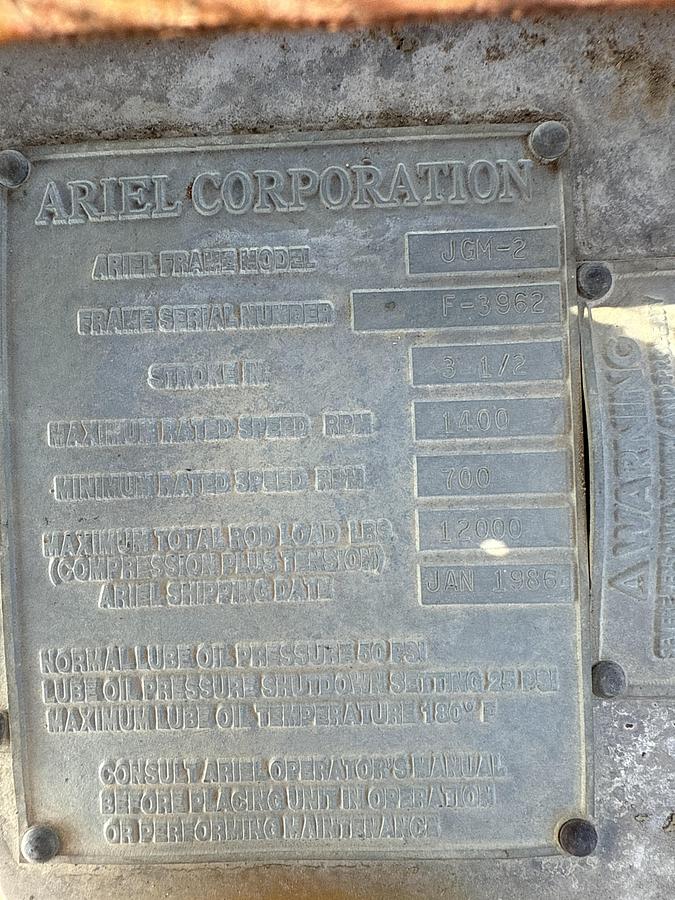 ARIEL CORPORATION
ARIEL FRAME MODEL JGM-2
FRAME SERIAL NUMBER F-3962
STROKE IN. 3 1/2
MAXIMUM RATED SPEED RPM 1400
MINIMUM RATED SPEED RPM 700
MAXIMUM TOTAL ROD LOAD LBS. 12000
(COMPRESSION PLUS TENSION)
ARIEL SHIPPING DATE JAN 1986
NORMAL LUBE OIL PRESSURE 50 PSI
LUBE OIL PRESSURE SHUTDOWN SETTING 25 PSI
MAXIMUM LUBE OIL TEMPERATURE 180° F
CONSULT ARIEL OPERATOR'S MANUAL
BEFORE PLACING UNIT IN OPERATION
OR PERFORMING MAINTENANCE
WARNING